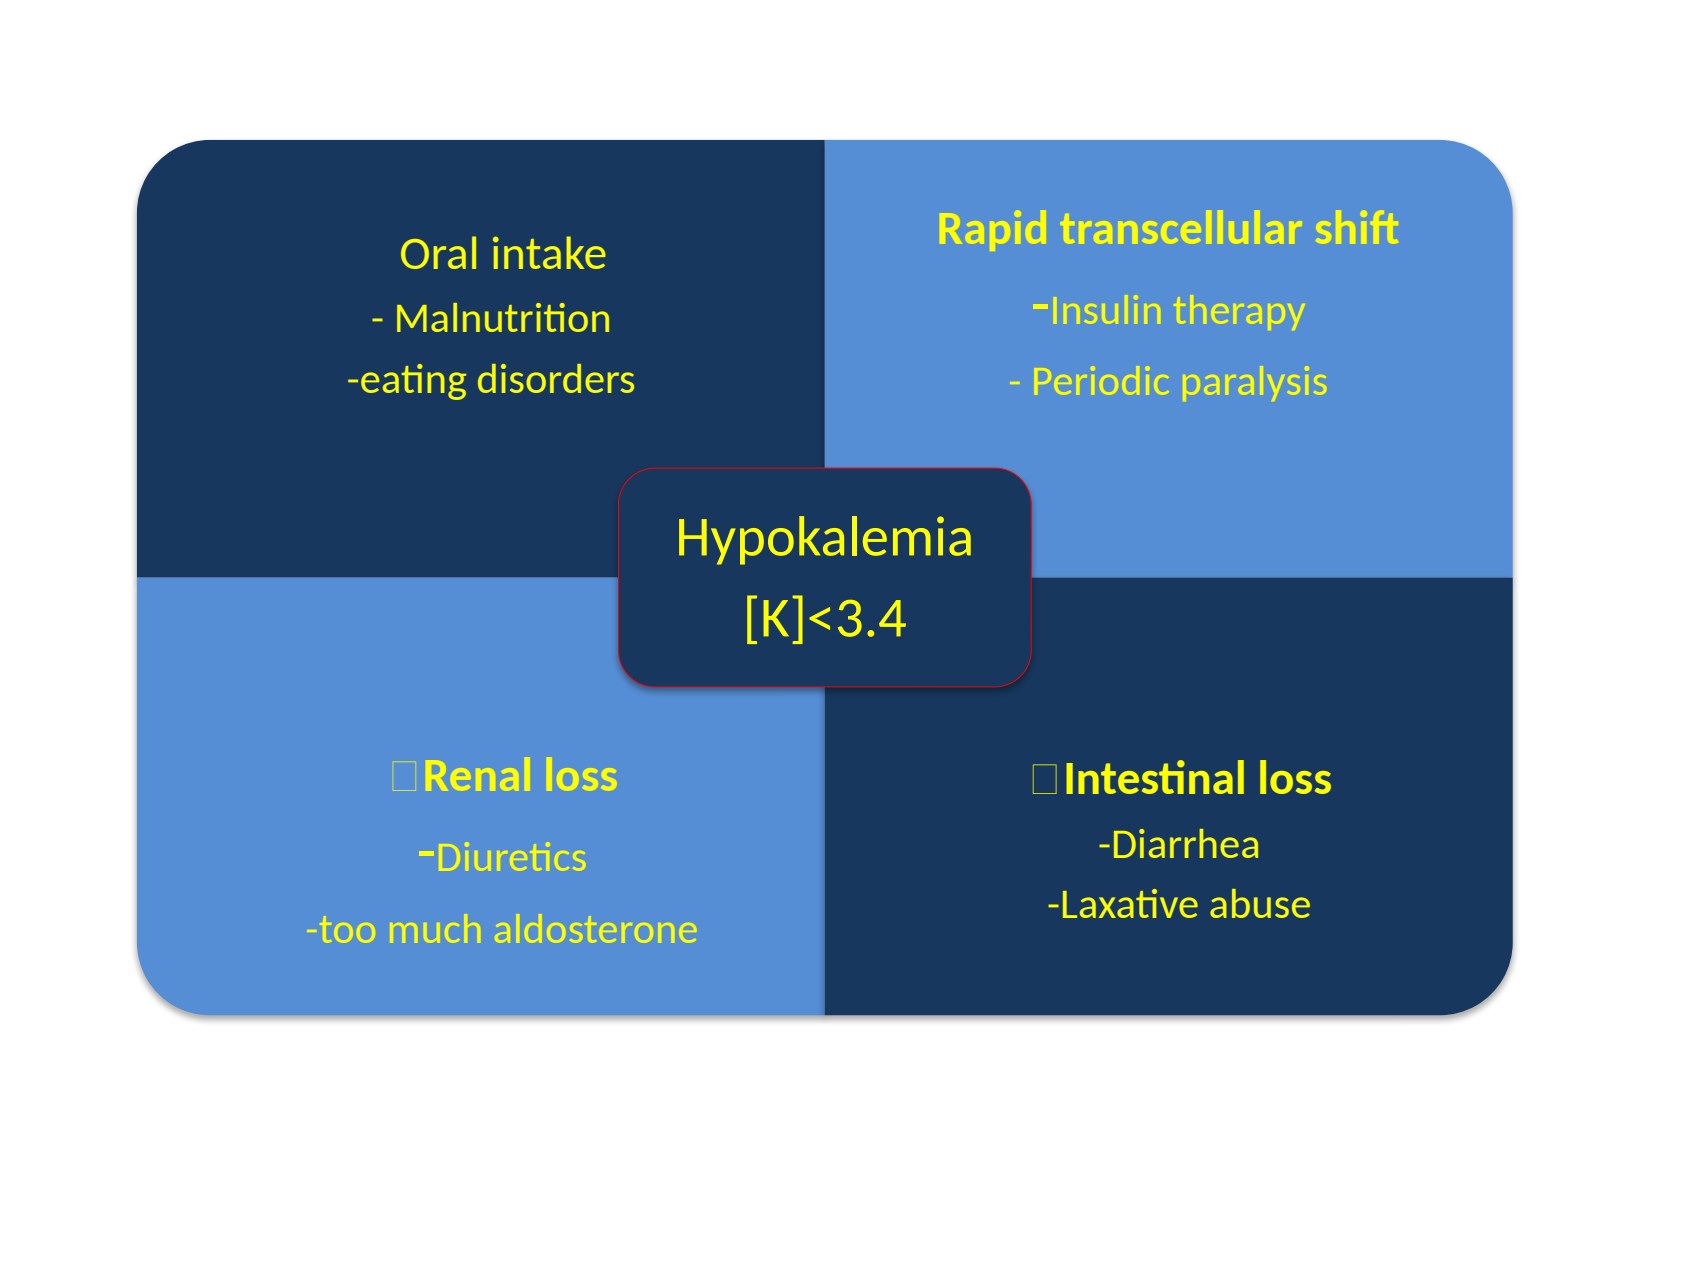 Oral intake
- Malnutrition
-eating disorders
Rapid transcellular shift
-Insulin therapy
- Periodic paralysis
Hypokalemia
[K]<3.4
Renal loss
-Diuretics
-too much aldosterone
Intestinal loss
-Diarrhea
-Laxative abuse